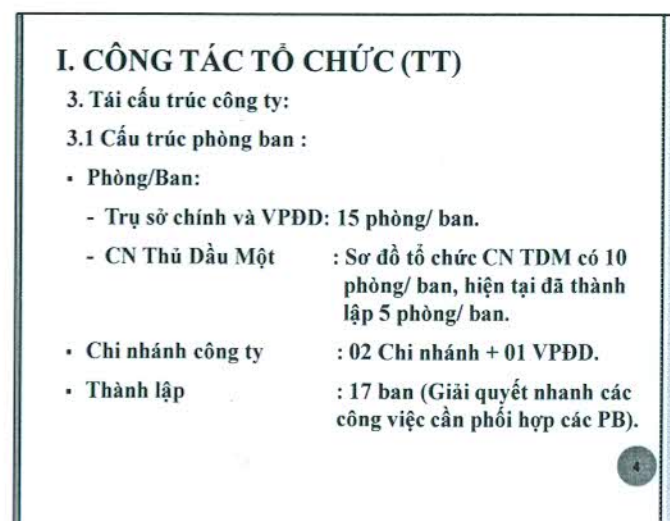 I. CÔNG TÁC TỔ CHỨC (TT)
3. Tái cấu trúc công ty:
3.1 Cấu trúc phòng ban :
▪ Phòng/Ban:
- Trụ sở chính và VPĐD: 15 phòng/ ban.
- CN Thủ Dầu Một : Sơ đồ tổ chức CN TDM có 10
phòng/ ban, hiện tại đã thành
lập 5 phòng/ ban.
▪ Chi nhánh công ty : 02 Chi nhánh + 01 VPĐD.
▪ Thành lập : 17 ban (Giải quyết nhanh các
công việc cần phối hợp các PB).
4